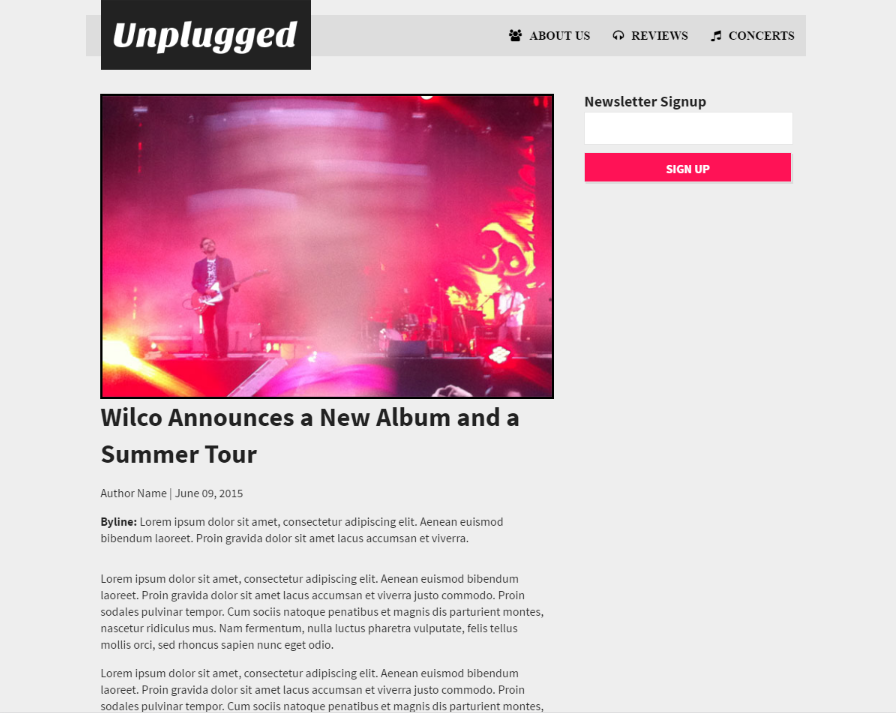 Unplugged
ABOUT US
REVIEWS
CONCERTS
Newsletter Signup
SIGN UP
Wilco Announces a New Album and a
Summer Tour
Author Name | June 09, 2015
Byline: Lorem ipsum dolor sit amet, consectetur adipiscing elit. Aenean euismod
bibendum laoreet. Proin gravida dolor sit amet lacus accumsan et viverra.
Lorem ipsum dolor sit amet, consectetur adipiscing elit. Aenean euismod bibendum
laoreet. Proin gravida dolor sit amet lacus accumsan et viverra justo commodo. Proin
sodales pulvinar tempor. Cum sociis natoque penatibus et magnis dis parturient montes,
nascetur ridiculus mus. Nam fermentum, nulla luctus pharetra vulputate, felis tellus
mollis orci, sed rhoncus sapien nunc eget odio.
Lorem ipsum dolor sit amet, consectetur adipiscing elit. Aenean euismod bibendum
laoreet. Proin gravida dolor sit amet lacus accumsan et viverra justo commodo. Proin
sodales pulvinar tempor. Cum sociis natoque penatibus et magnis dis parturient montes,